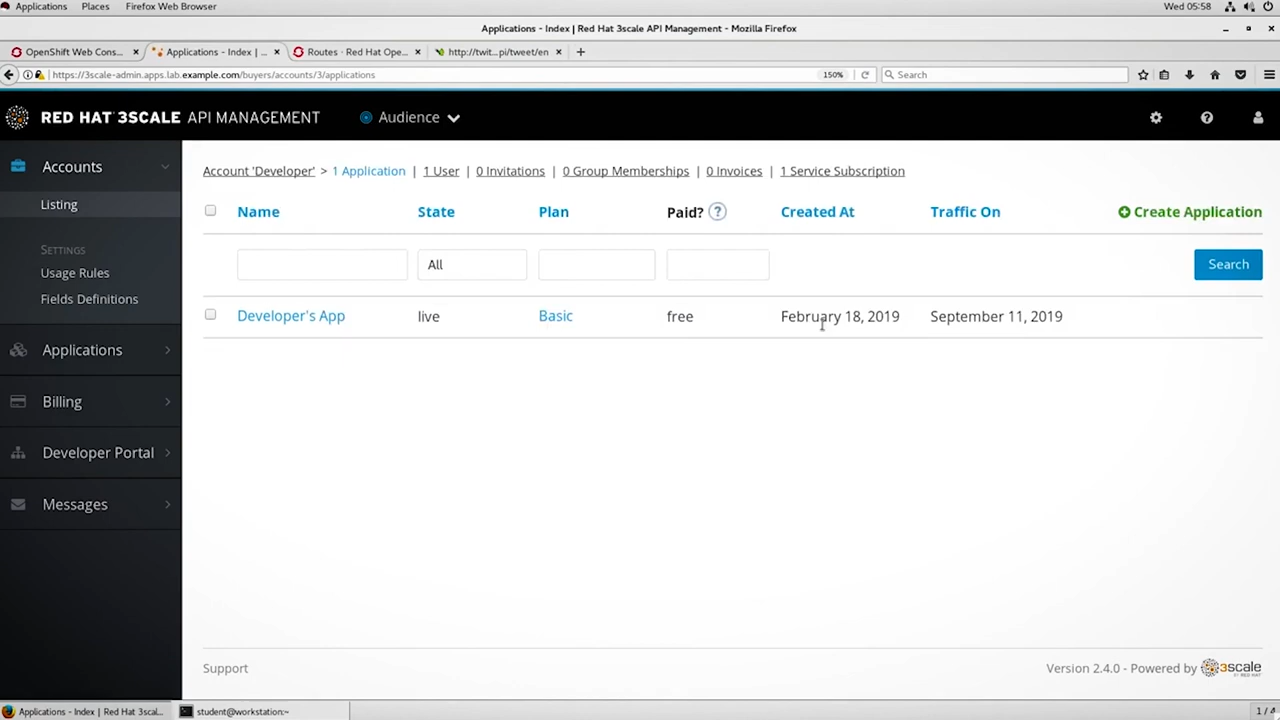 Applications Places Firefox Web Browser Wed 05:58
Applications - Index | Red Hat 3scale API Management - Mozilla Firefox
OpenShift Web Cons... × Applications - Index | ... × Routes · Red Hat Ope... × http://twit...pi/tweet/en × +
https://3scale-admin.apps.lab.example.com/buyers/accounts/3/applications 150% Search
RED HAT 3SCALE API MANAGEMENT Audience
Accounts
Listing
SETTINGS
Usage Rules
Fields Definitions
Applications
Billing
Developer Portal
Messages
Account 'Developer' > 1 Application | 1 User | 0 Invitations | 0 Group Memberships | 0 Invoices | 1 Service Subscription
Name State Plan Paid? ? Created At Traffic On Create Application
All Search
Developer's App live Basic free February 18, 2019 September 11, 2019
Support Version 2.4.0 - Powered by 3scale BY RED HAT
Applications - Index | Red Hat 3scal... student@workstation:~ 1 / 4